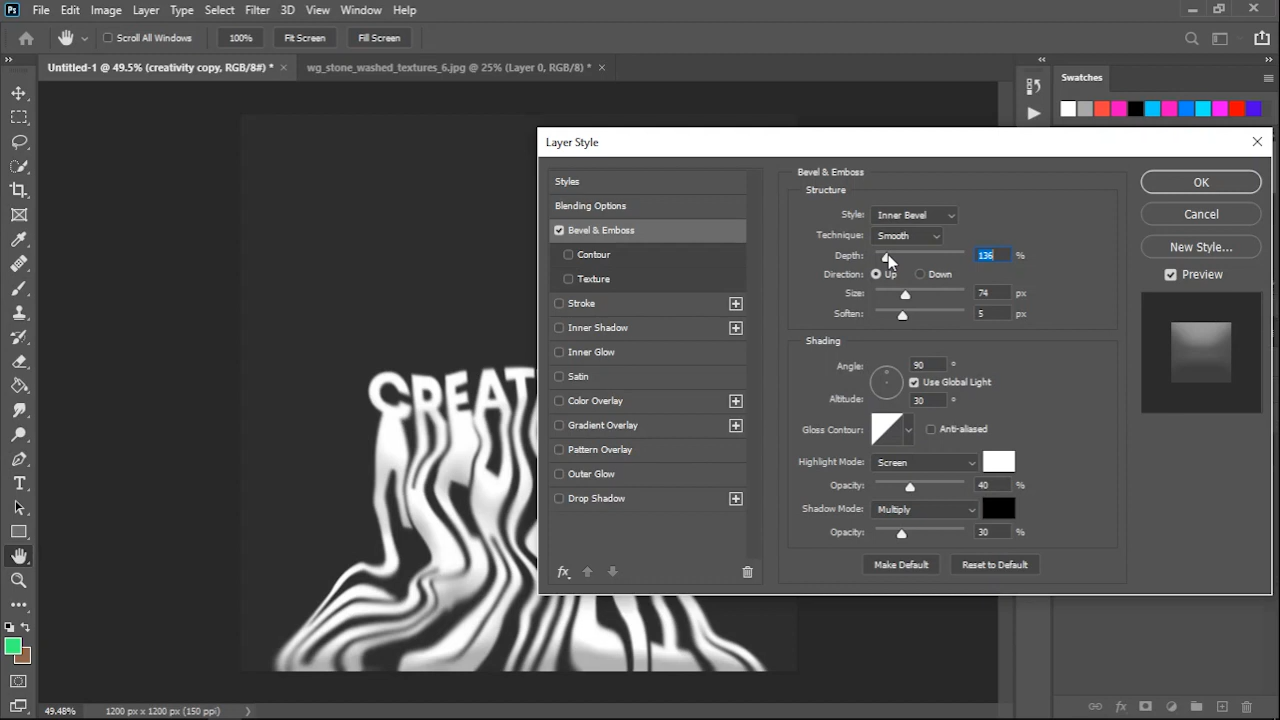 Ps File Edit Image Layer Type Select Filter 3D View Plugins Window Help
Scroll All Windows 100% Fit Screen Fill Screen
Untitled-1 @ 49.5% (creativity copy, RGB/8#) * wg_stone_washed_textures_6.jpg @ 25% (Layer 0, RGB/8) *
Swatches
Layer Style
Styles
Blending Options
Bevel & Emboss
Contour
Texture
Stroke
Inner Shadow
Inner Glow
Satin
Color Overlay
Gradient Overlay
Pattern Overlay
Outer Glow
Drop Shadow
fx
Bevel & Emboss
Structure
Style: Inner Bevel
Technique: Smooth
Depth: 136 %
Direction: Up Down
Size: 74 px
Soften: 5 px
Shading
Angle: 90 °
Use Global Light
Altitude: 30 °
Gloss Contour: Anti-aliased
Highlight Mode: Screen
Opacity: 40 %
Shadow Mode: Multiply
Opacity: 30 %
Make Default Reset to Default
OK
Cancel
New Style...
Preview
CREAT
49.48% 1200 px x 1200 px (150 ppi)
fx